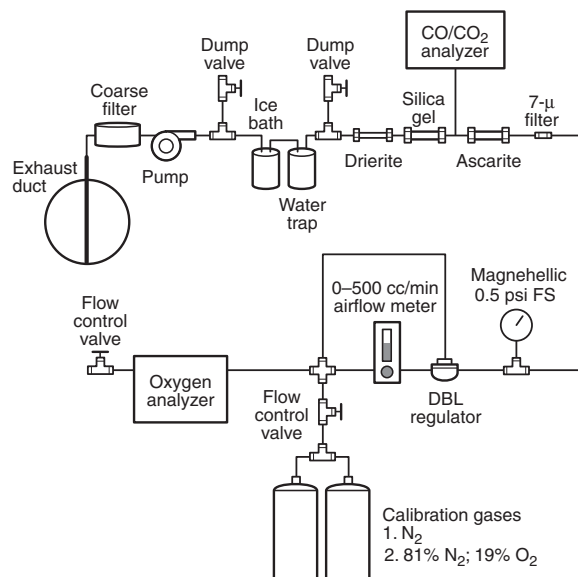 CO/CO₂
analyzer
Dump
valve
Dump
valve
Coarse
filter
Ice
bath
Silica
gel
7-μ
filter
Exhaust
duct
Pump
Drierite
Ascarite
Water
trap
0–500 cc/min
airflow meter
Magnehellic
0.5 psi FS
Flow
control
valve
Oxygen
analyzer
Flow
control
valve
DBL
regulator
Calibration gases
1. N₂
2. 81% N₂; 19% O₂